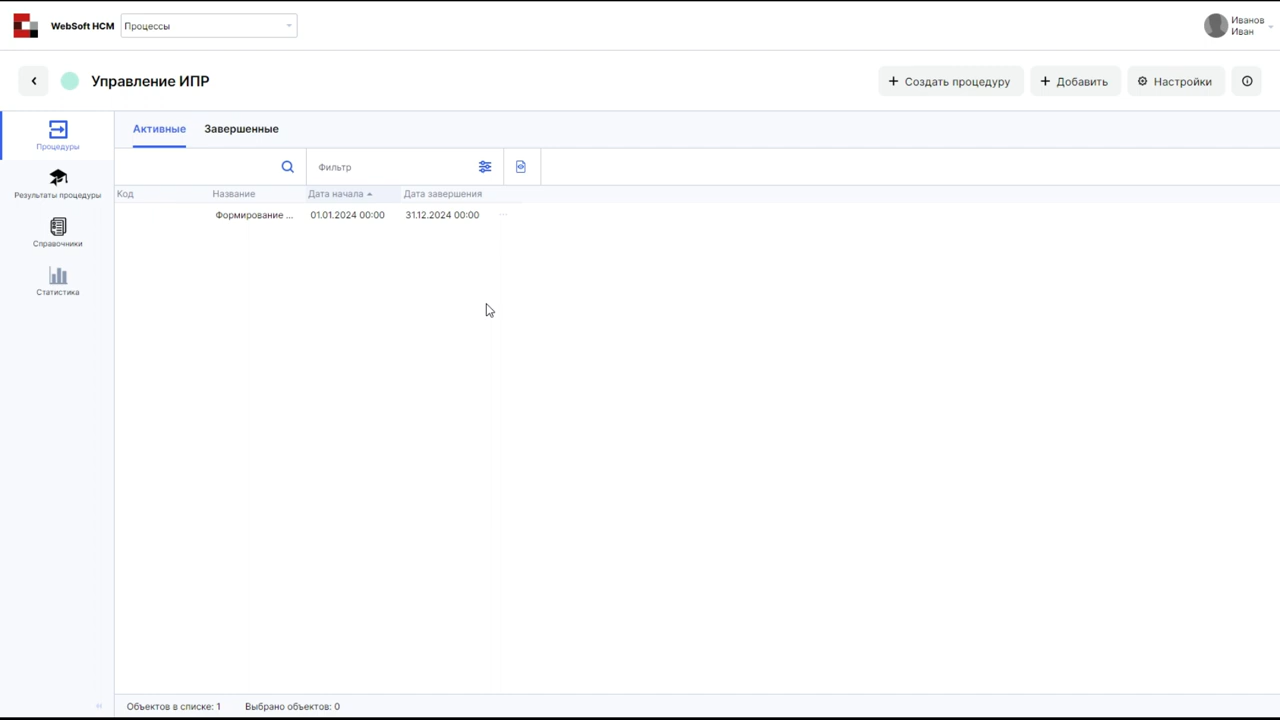 WebSoft HCM
Процессы
Иванов
Иван
Управление ИПР
Создать процедуру
Добавить
Настройки
Процедуры
Результаты процедуры
Справочники
Статистика
Активные
Завершенные
Фильтр
Код
Название
Дата начала
Дата завершения
Формирование ...
01.01.2024 00:00
31.12.2024 00:00
...
Объектов в списке: 1
Выбрано объектов: 0